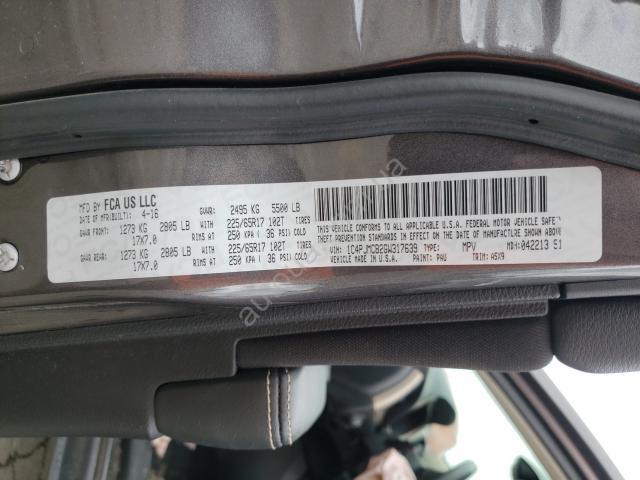 MFD BY FCA US LLC
DATE OF MFR(BUILT): 4-16
GVWR: 2495 KG 5500 LB
GAWR FRONT: 1273 KG 2805 LB WITH 225/65R17 102T TIRES
17X7.0 RIMS AT 250 KPA ( 36 PSI) COLD
GAWR REAR: 1273 KG 2805 LB WITH 225/65R17 102T TIRES
17X7.0 RIMS AT 250 KPA ( 36 PSI) COLD
THIS VEHICLE CONFORMS TO ALL APPLICABLE U.S.A. FEDERAL MOTOR VEHICLE SAFETY
STANDARDS IN EFFECT ON THE DATE OF MANUFACTURE SHOWN ABOVE
VIN: 1C4PJMCB2GW317639 TYPE: MPV MDH: 042213 S1
VEHICLE MADE IN U.S.A. PAINT: PAU TRIM: A5X9